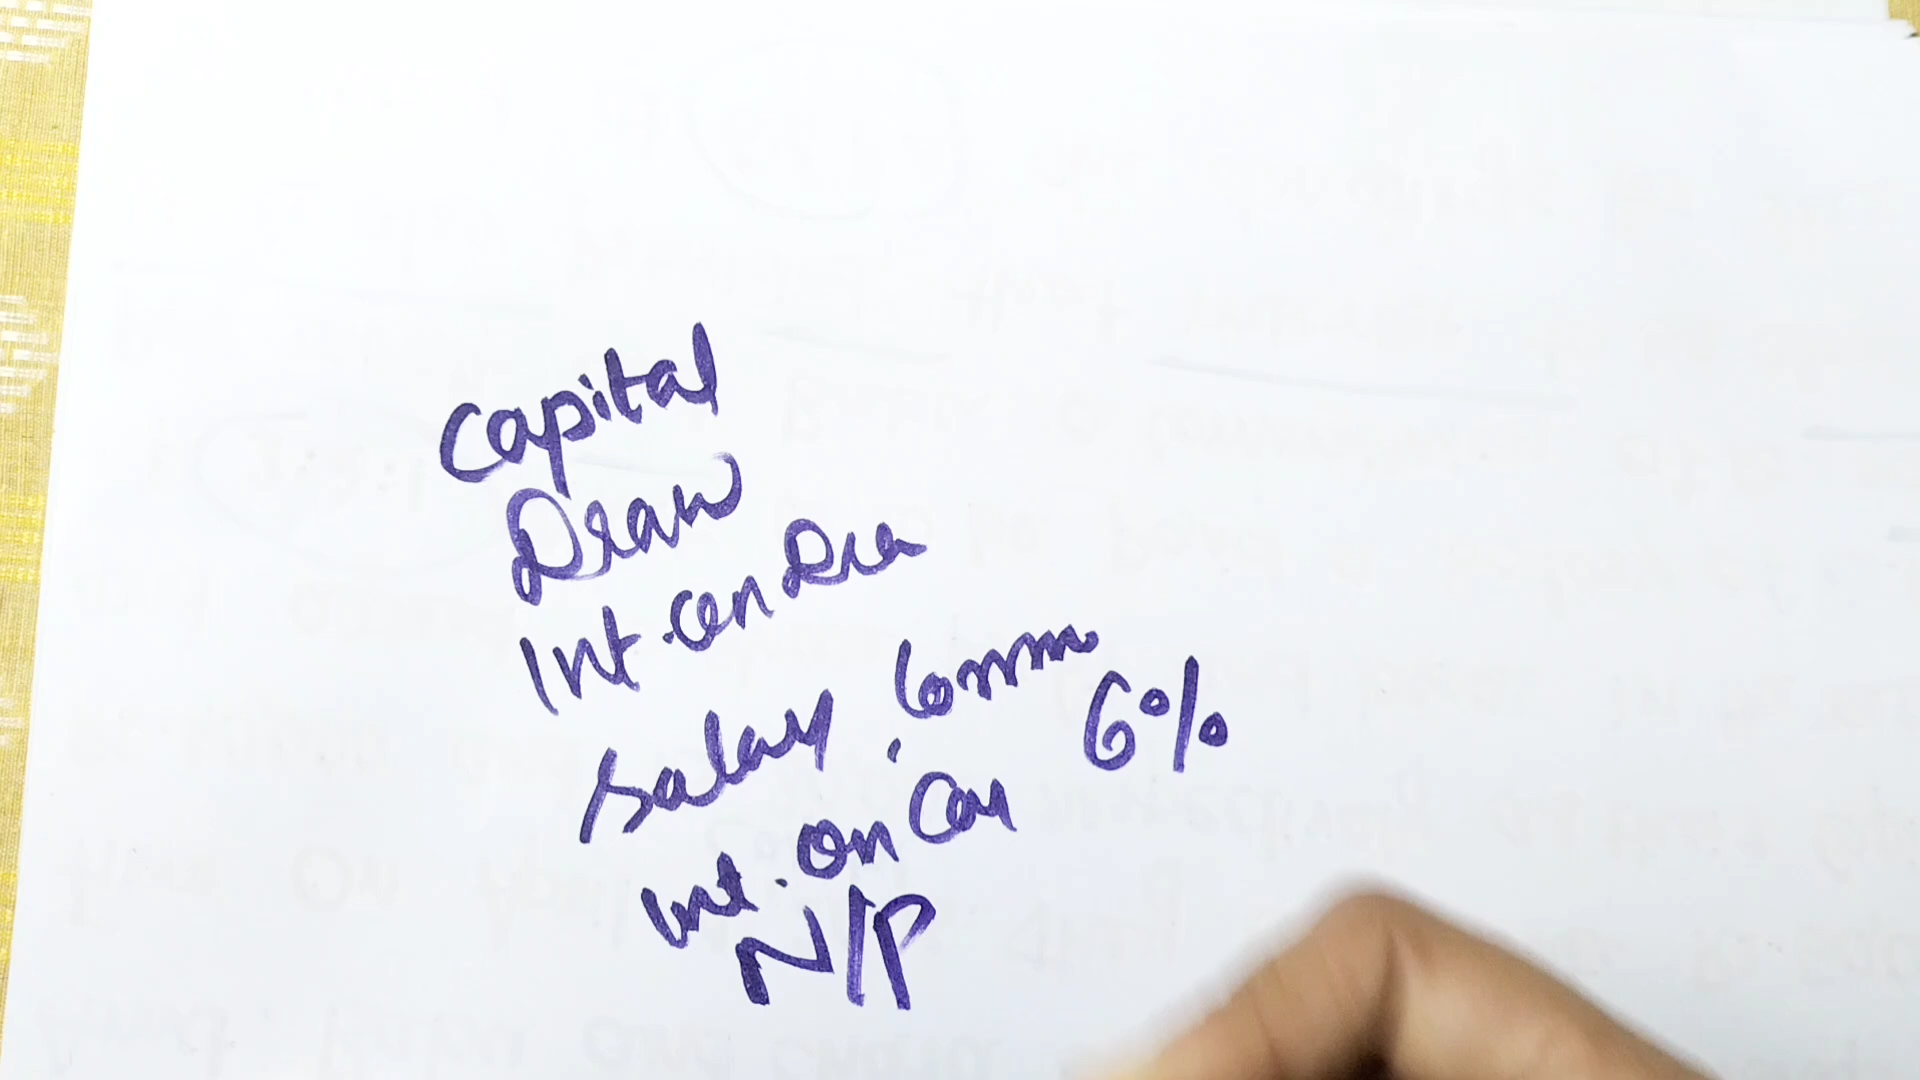 Capital
Draw
Int. on Dra
Salary. Comm
Int. on Cap 6%
N/P